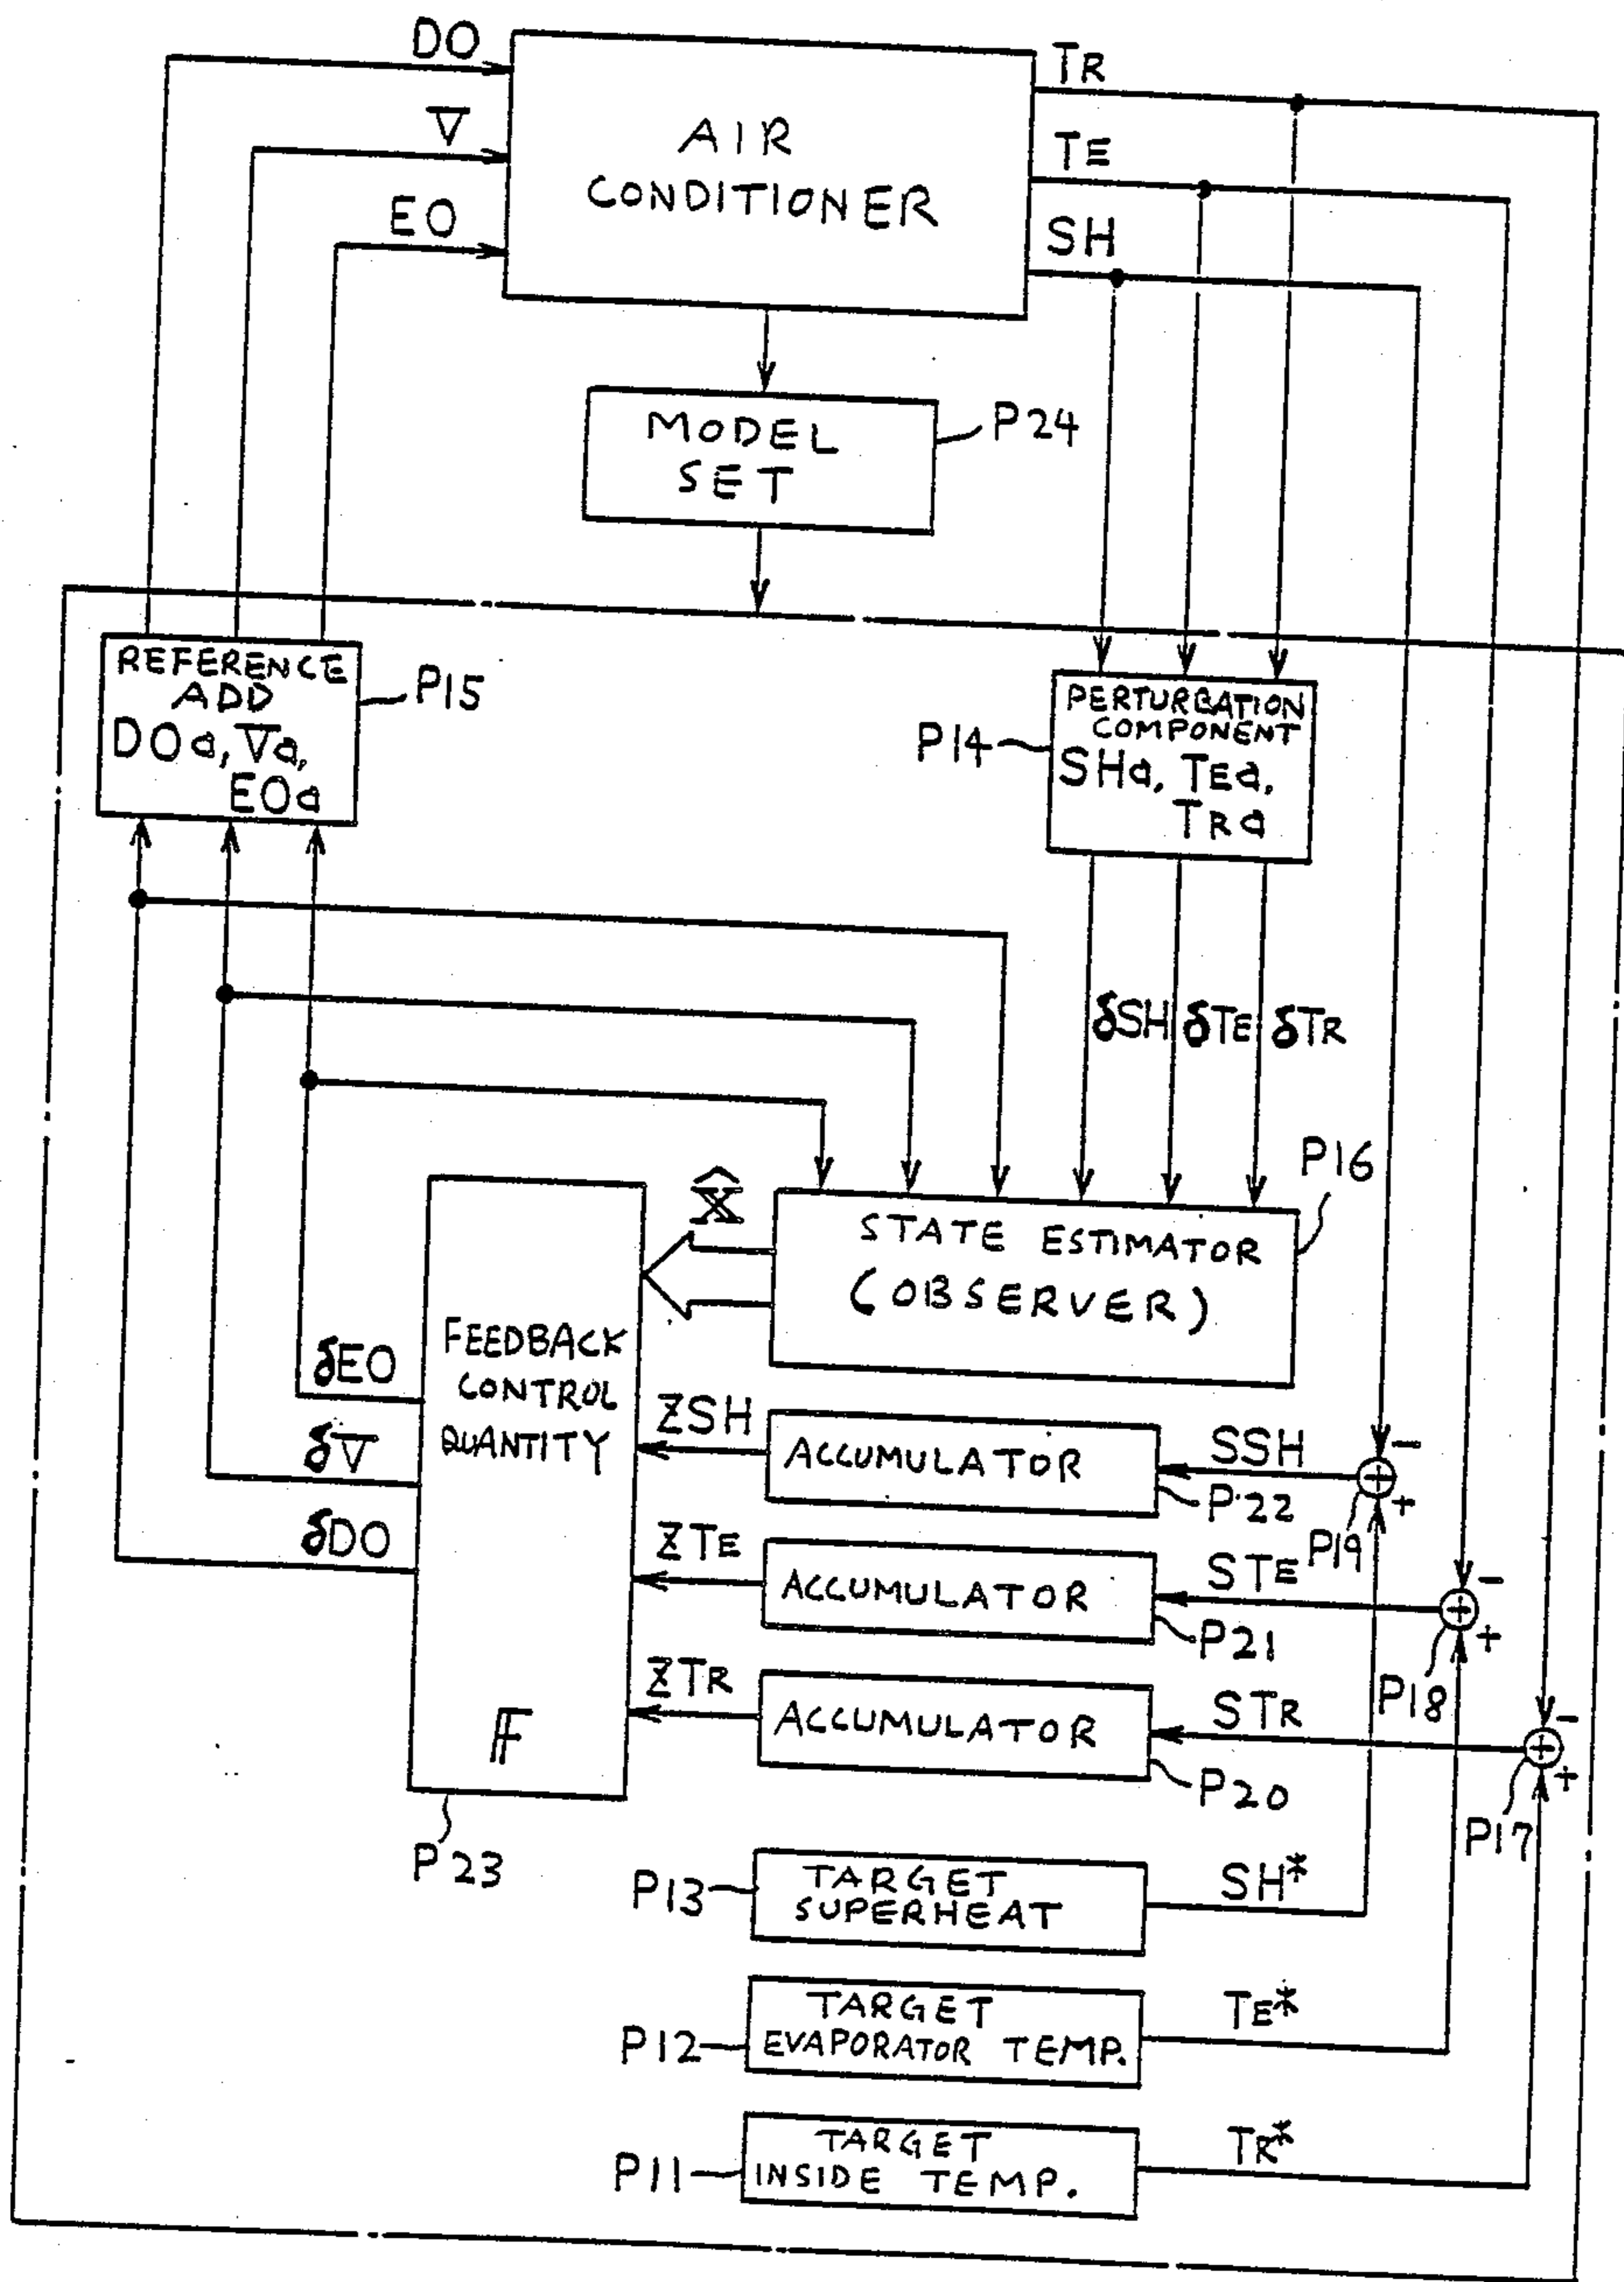 DO
TR
V
AIR
TE
CONDITIONER
EO
SH
MODEL
SET
P24
REFERENCE
ADD
DOa, Va,
EOa
P15
PERTURBATION
COMPONENT
SHa, TEa,
TRa
P14
δSH
δTE
δTR
P16
X̂
STATE ESTIMATOR
(OBSERVER)
FEEDBACK
CONTROL
QUANTITY
F
P23
δEO
δV
δDO
ZSH
ACCUMULATOR
SSH
P22
-
+
P19
ZTE
ACCUMULATOR
STE
P21
-
+
P18
ZTR
ACCUMULATOR
STR
P20
-
+
P17
P13
TARGET
SUPERHEAT
SH*
P12
TARGET
EVAPORATOR TEMP.
TE*
P11
TARGET
INSIDE TEMP.
TR*